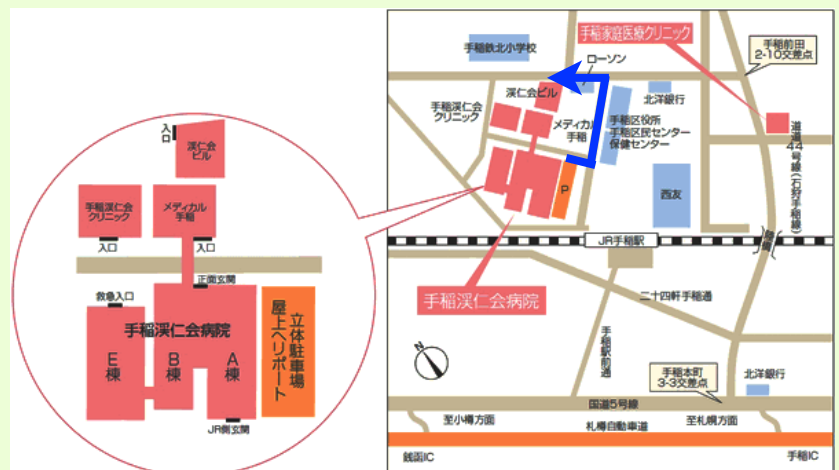 入口
渓仁会
ビル
手稲渓仁会
クリニック
メディカル
手稲
入口
入口
正面玄関
救急入口
手稲渓仁会病院
E
棟
B
棟
A
棟
立体駐車場
屋上ヘリポート
JR側玄関
手稲家庭医療クリニック
手稲鉄北小学校
ローソン
手稲前田
2-10交差点
渓仁会ビル
北洋銀行
手稲渓仁会
クリニック
メディカル
手稲
手稲区役所
手稲区民センター
保健センター
道道44号線(石狩手稲線)
P
西友
JR手稲駅
陸橋
手稲渓仁会病院
二十四軒手稲通
手稲駅前通
手稲本町
3-3交差点
北洋銀行
国道5号線
至小樽方面
札樽自動車道
至札幌方面
銭函IC
手稲IC